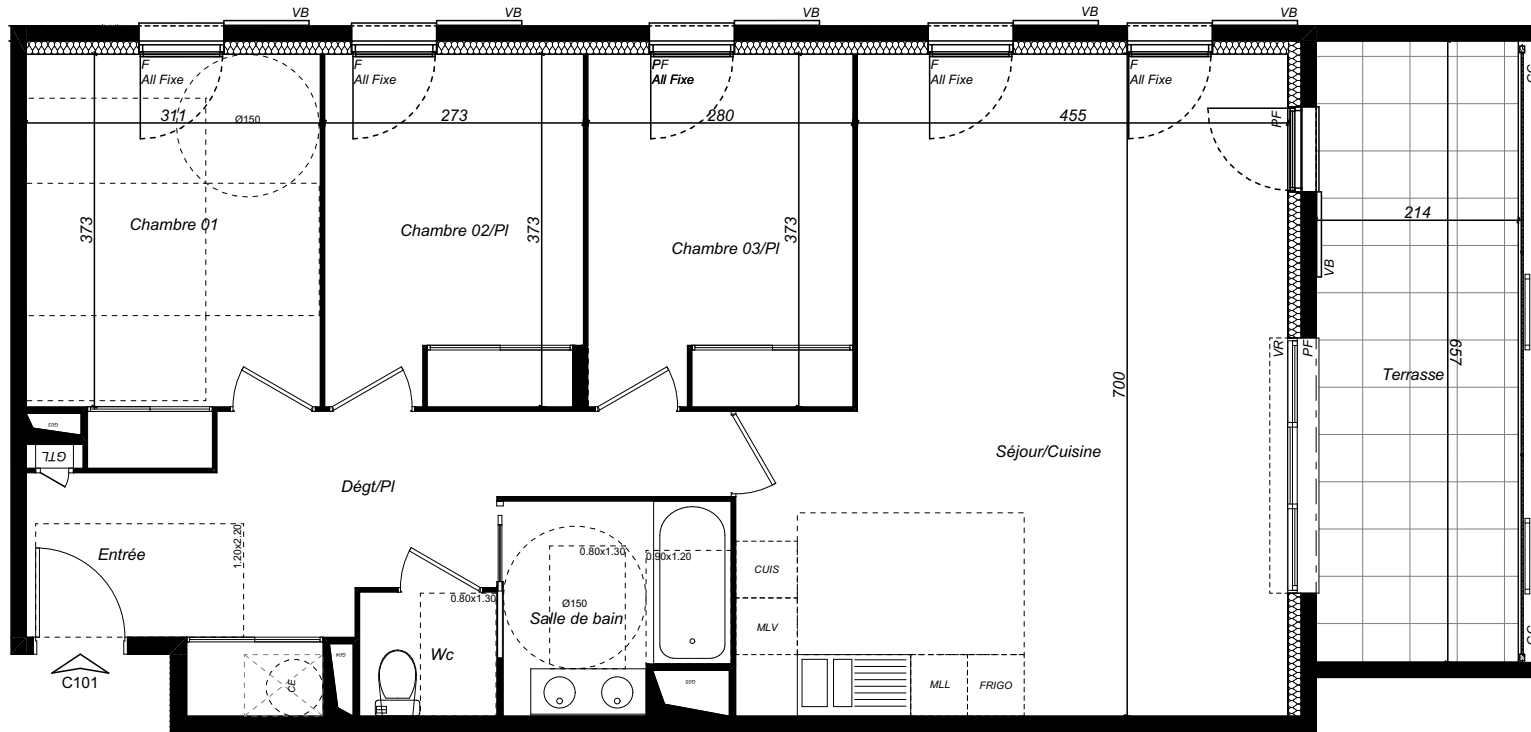 VB
VB
VB
VB
VB
F
All Fixe
F
All Fixe
PF
All Fixe
F
All Fixe
F
All Fixe
311
Ø150
273
280
455
PF
214
373
Chambre 01
Chambre 02/Pl
373
Chambre 03/Pl
373
VB
VR
PF
657
Terrasse
700
Séjour/Cuisine
G03
GTL
Dégt/Pl
Entrée
1.20x2.20
0.80x1.30
0.90x1.20
CUIS
0.80x1.30
Ø150
Salle de bain
MLV
Wc
C101
CE
MLL
FRIGO